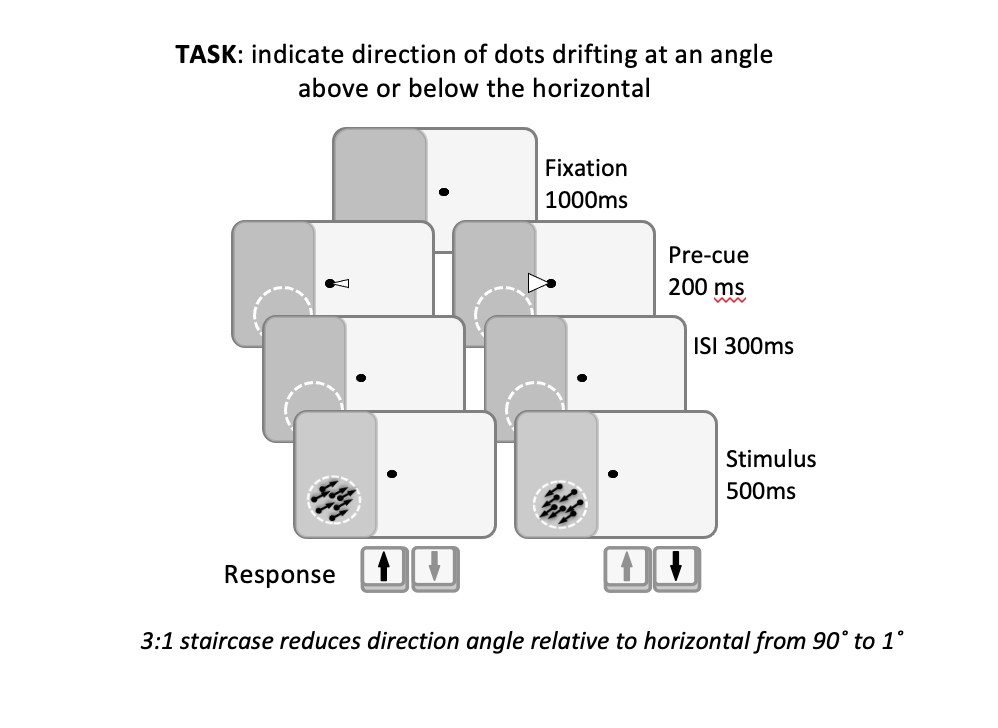 TASK: indicate direction of dots drifting at an angle
above or below the horizontal
Fixation
1000ms
Pre-cue
200 ms
ISI 300ms
Stimulus
500ms
Response
3:1 staircase reduces direction angle relative to horizontal from 90˚ to 1˚